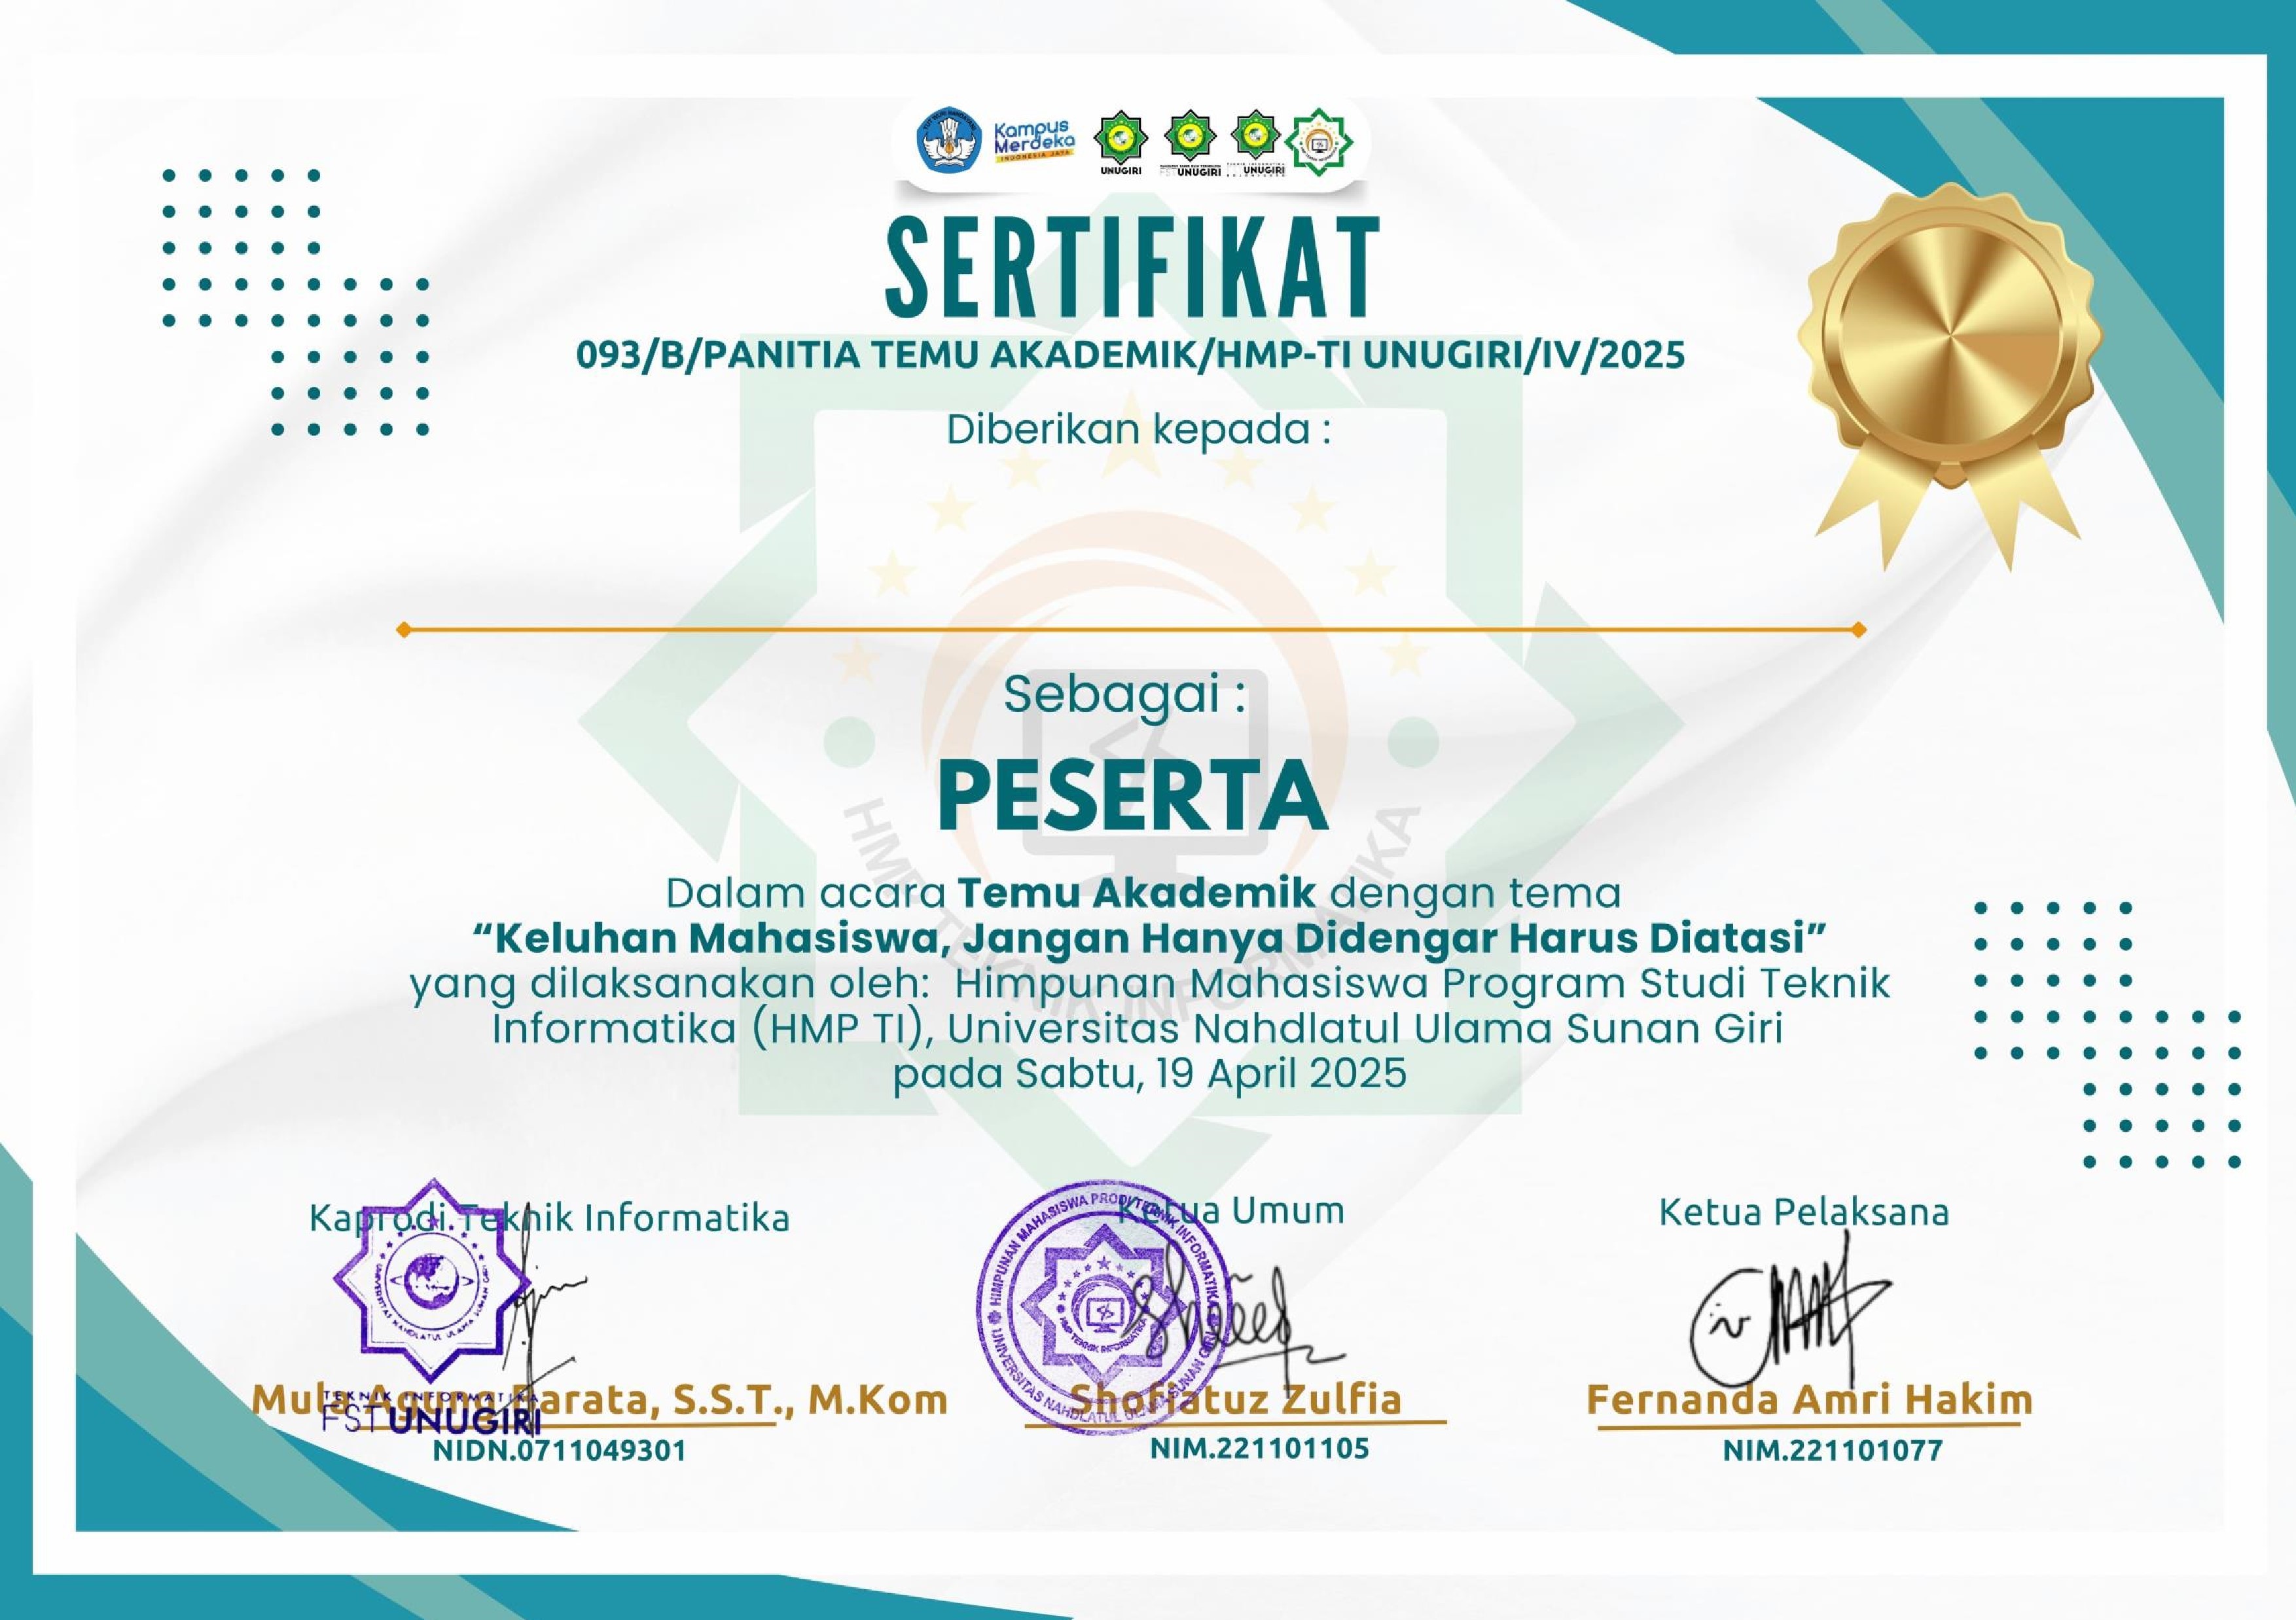 Kampus
Merdeka
INDONESIA JAYA
UNUGIRI
FST UNUGIRI
UNUGIRI
SERTIFIKAT
093/B/PANITIA TEMU AKADEMIK/HMP-TI UNUGIRI/IV/2025
Diberikan kepada :
Sebagai :
PESERTA
HMP TEKNIK INFORMATIKA
Dalam acara Temu Akademik dengan tema
“Keluhan Mahasiswa, Jangan Hanya Didengar Harus Diatasi”
yang dilaksanakan oleh: Himpunan Mahasiswa Program Studi Teknik
Informatika (HMP TI), Universitas Nahdlatul Ulama Sunan Giri
pada Sabtu, 19 April 2025
Kaprodi.Teknik Informatika
UNIVERSITAS NAHDLATUL ULAMA SUNAN GIRI
TEKNIK INFORMATIKA
FST UNUGIRI
Mula Agung Barata, S.S.T., M.Kom
NIDN.0711049301
Ketua Umum
HIMPUNAN MAHASISWA PRODI TEKNIK INFORMATIKA
UNIVERSITAS NAHDLATUL ULAMA SUNAN GIRI
HMP TEKNIK INFORMATIKA
Shofiatuz Zulfia
NIM.221101105
Ketua Pelaksana
Fernanda Amri Hakim
NIM.221101077